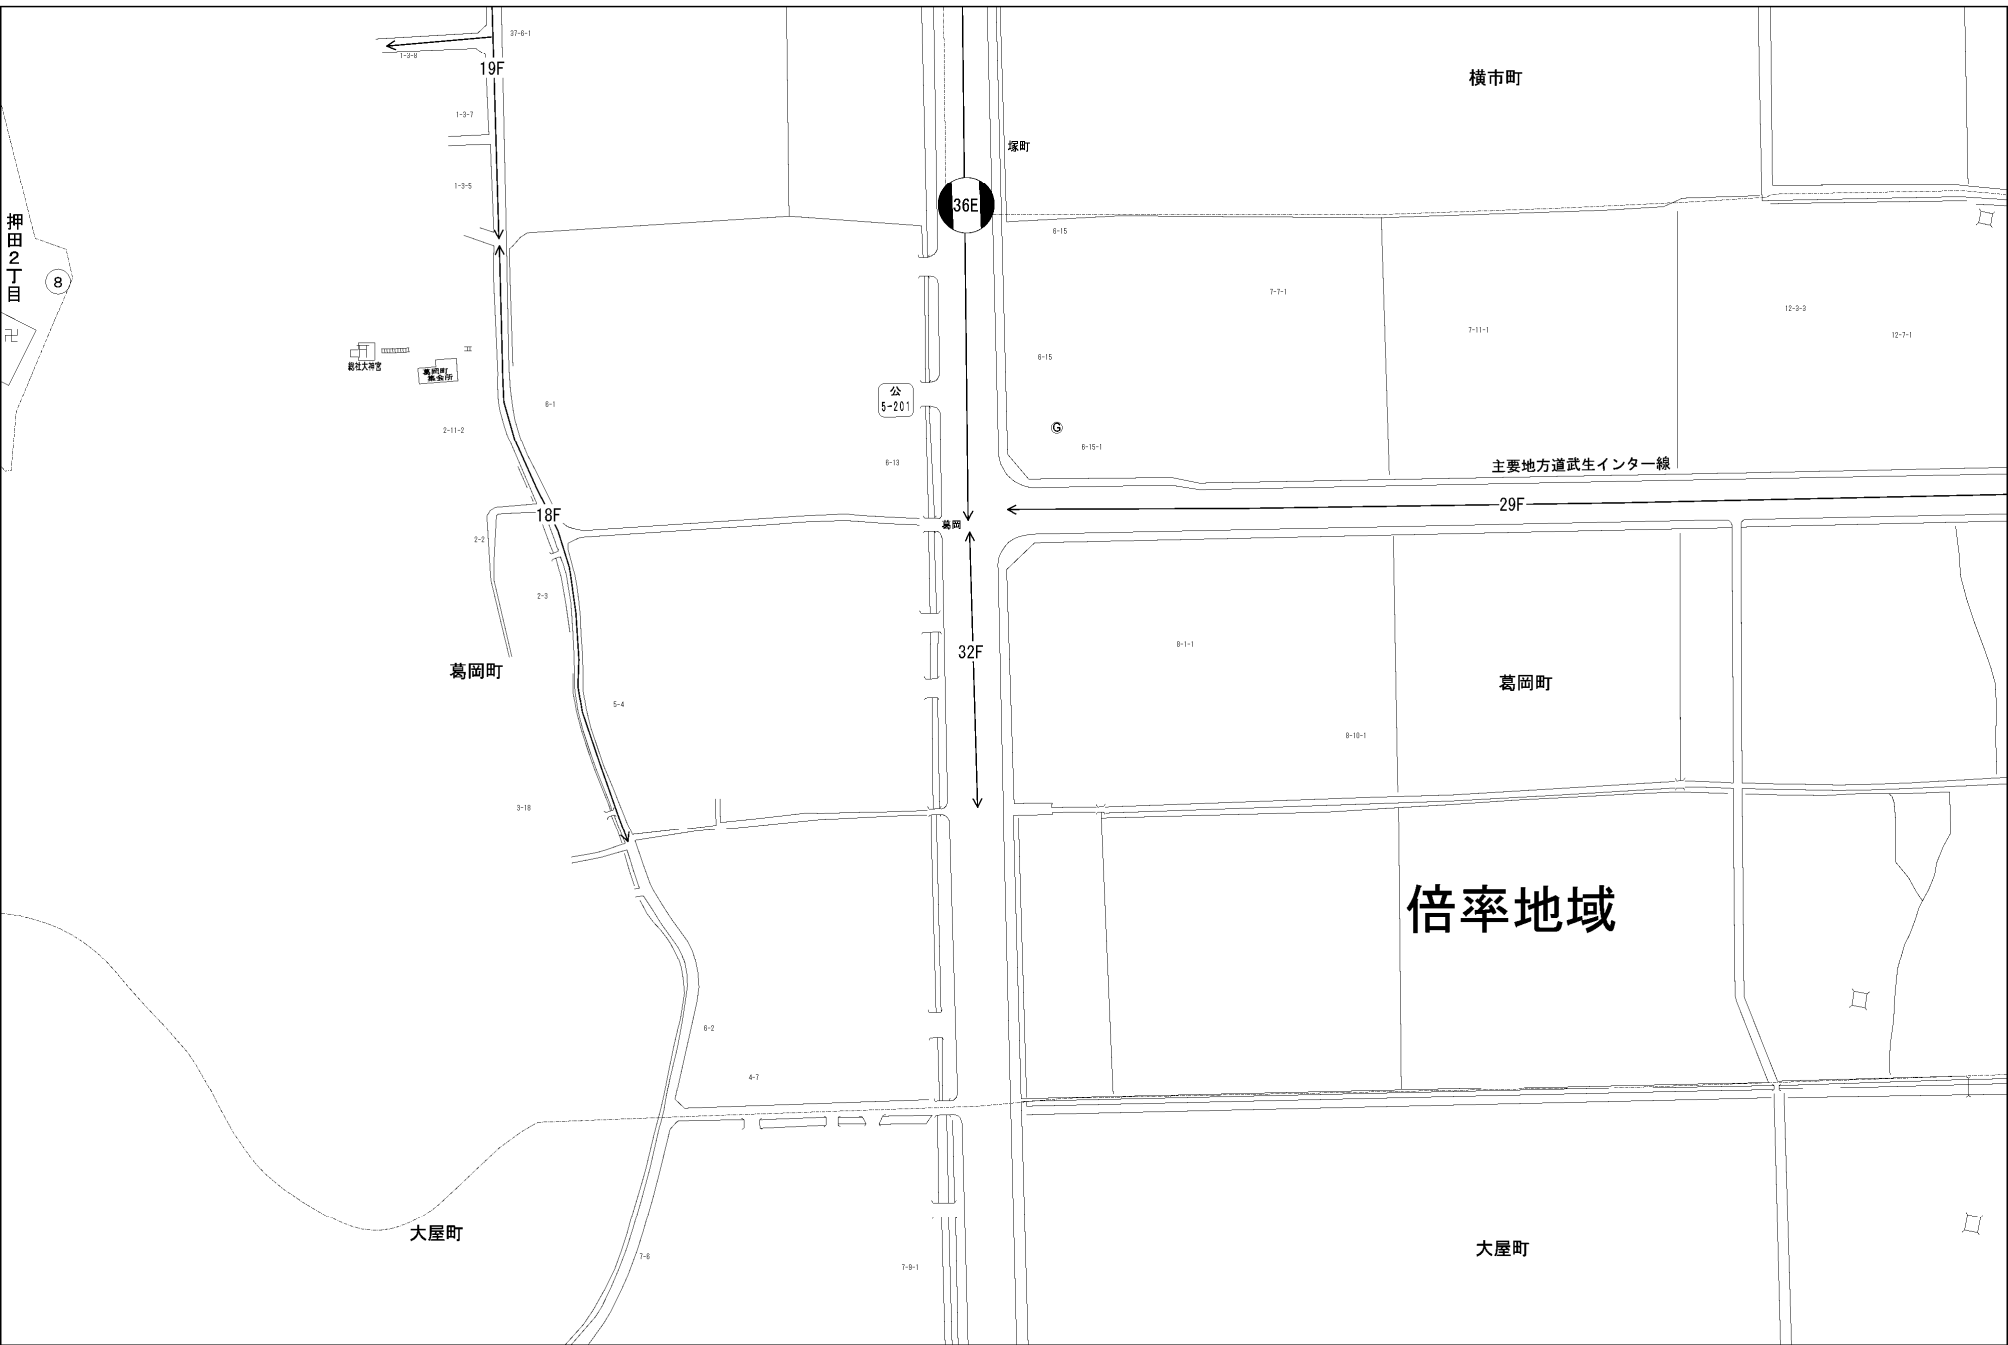 37-6-1
1-3-8
19F
横市町
1-3-7
塚町
1-3-5
36E
押田2丁目
8
6-15
7-7-1
12-3-3
7-11-1
12-7-1
6-15
総社大神宮
葛岡町
集会所
公
5-201
6-1
2-11-2
G
6-15-1
6-13
主要地方道武生インター線
29F
18F
葛岡
2-2
2-3
32F
8-1-1
葛岡町
葛岡町
5-4
8-10-1
3-18
倍率地域
6-2
4-7
大屋町
大屋町
7-6
7-9-1